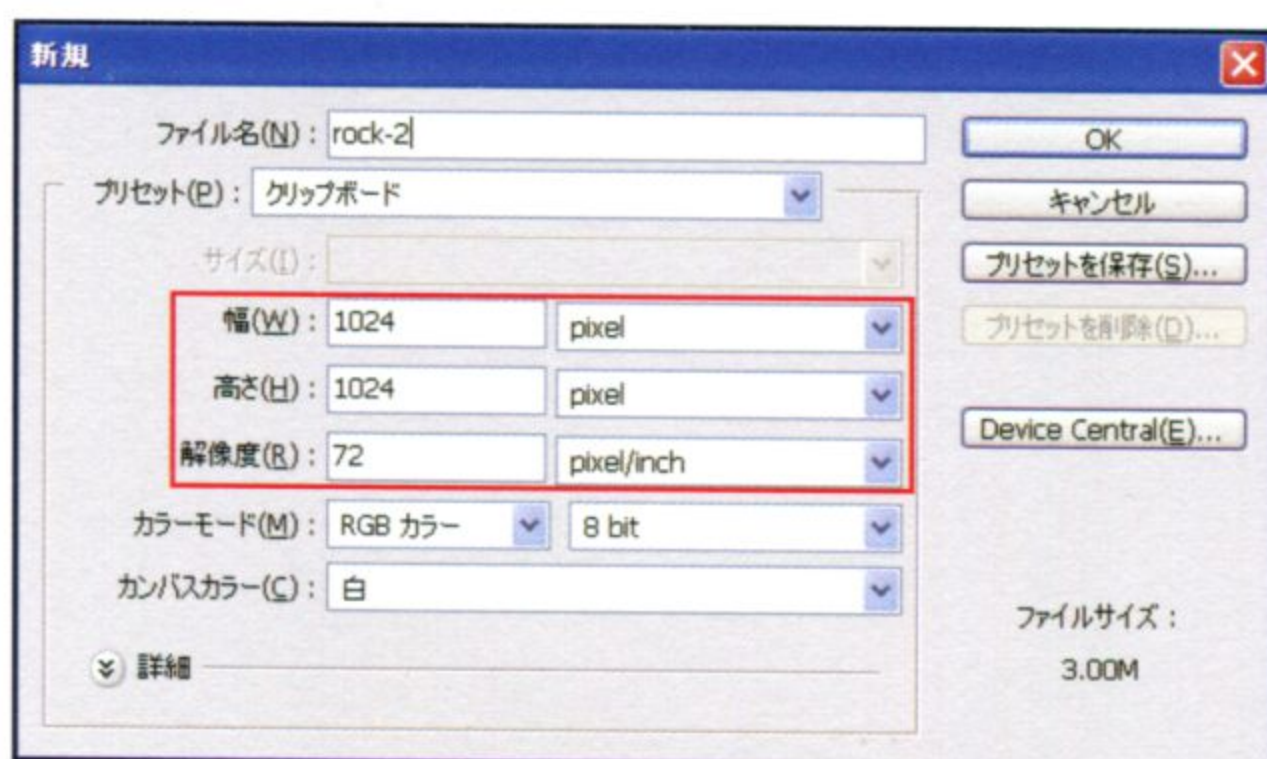 新規
ファイル名(N) : rock-2
プリセット(P) : クリップボード
サイズ(I) :
幅(W) : 1024 pixel
高さ(H) : 1024 pixel
解像度(R) : 72 pixel/inch
カラーモード(M) : RGB カラー 8 bit
カンバスカラー(C) : 白
詳細
OK
キャンセル
プリセットを保存(S)...
プリセットを削除(D)...
Device Central(E)...
ファイルサイズ :
3.00M